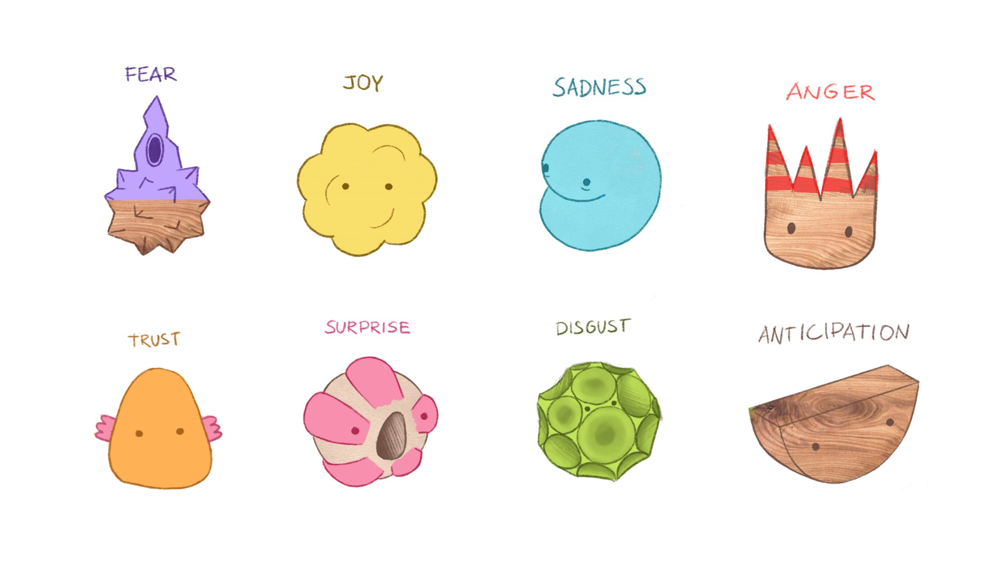 FEAR
JOY
SADNESS
ANGER
TRUST
SURPRISE
DISGUST
ANTICIPATION